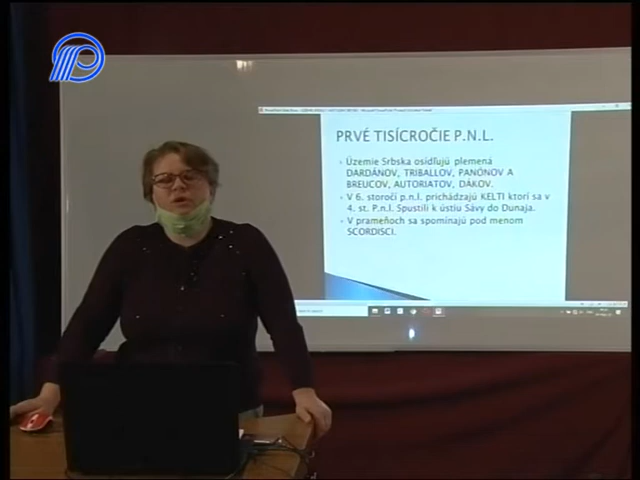 PRVÉ TISÍCROČIE P.N.L.
Územie Srbska osídľujú plemená
DARDÁNOV, TRIBALLOV, PANÓNOV A
BREUCOV, AUTORIATOV, DAKOV.
V 6. storočí p.n.l. prichádzajú KELTI ktorí sa v
4. st. P.n.l. Spustili k ústiu Sávy do Dunaja.
V prameňoch sa spomínajú pod menom
SCORDISCI.